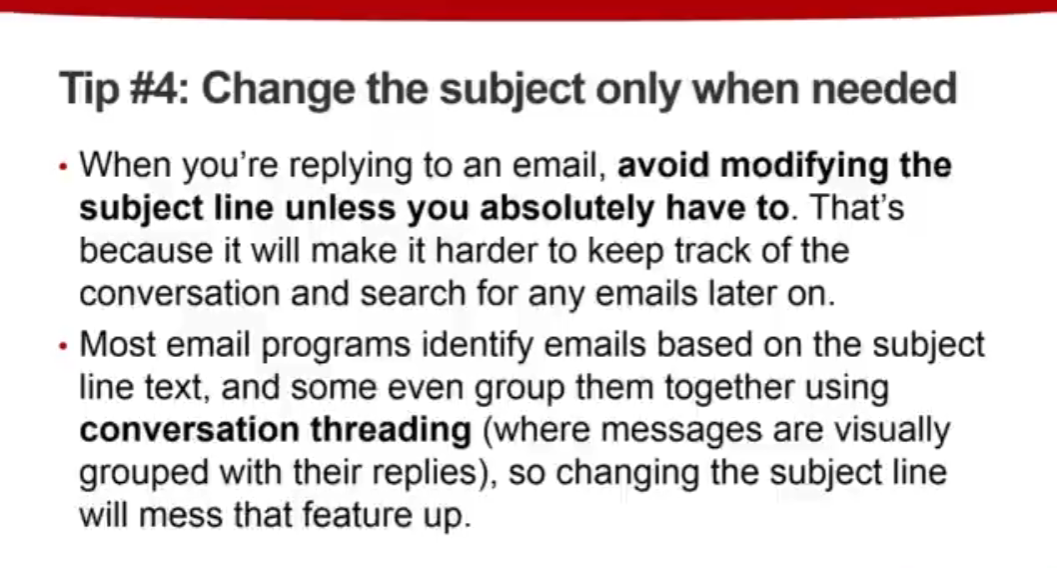 Tip #4: Change the subject only when needed
• When you're replying to an email, avoid modifying the
subject line unless you absolutely have to. That's
because it will make it harder to keep track of the
conversation and search for any emails later on.
• Most email programs identify emails based on the subject
line text, and some even group them together using
conversation threading (where messages are visually
grouped with their replies), so changing the subject line
will mess that feature up.